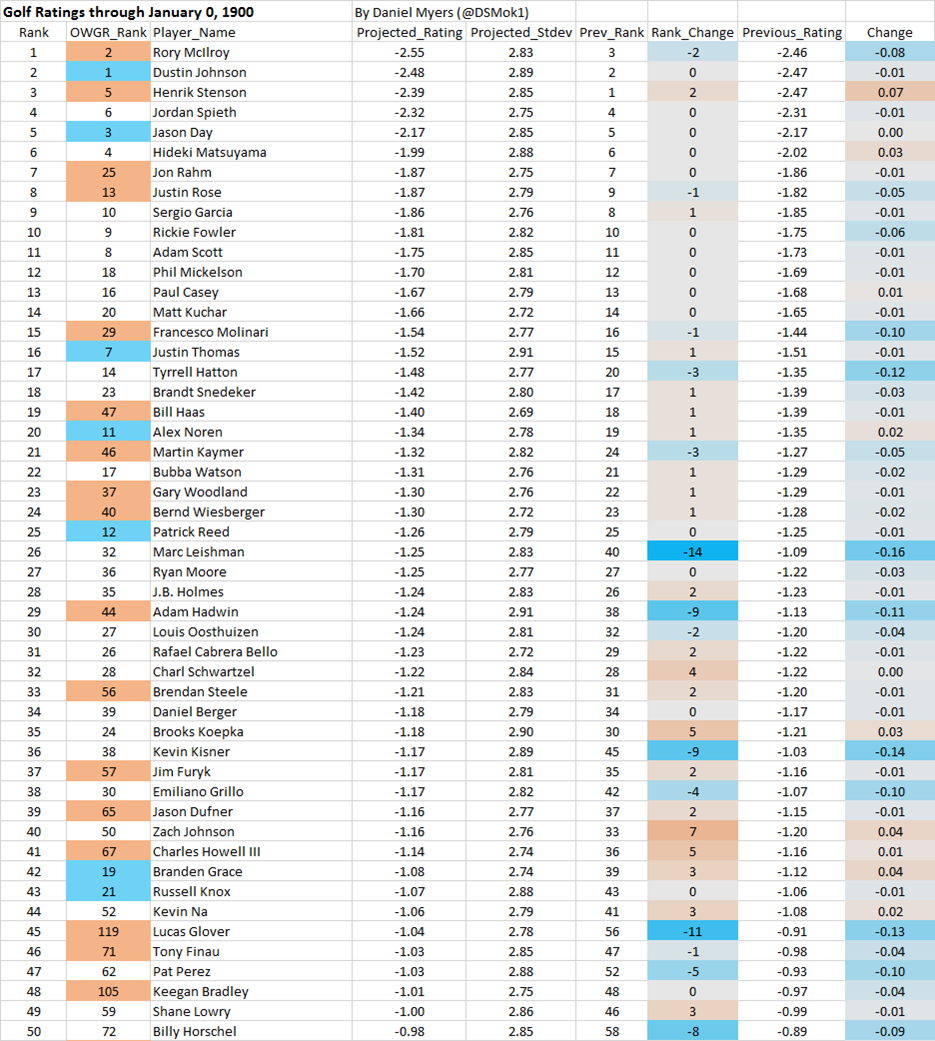 Golf Ratings through January 0, 1900 By Daniel Myers (@DSMok1)
Rank OWGR_Rank Player_Name Projected_Rating Projected_Stdev Prev_Rank Rank_Change Previous_Rating Change
1 2 Rory McIlroy -2.55 2.83 3 -2 -2.46 -0.08
2 1 Dustin Johnson -2.48 2.89 2 0 -2.47 -0.01
3 5 Henrik Stenson -2.39 2.85 1 2 -2.47 0.07
4 6 Jordan Spieth -2.32 2.75 4 0 -2.31 -0.01
5 3 Jason Day -2.17 2.85 5 0 -2.17 0.00
6 4 Hideki Matsuyama -1.99 2.88 6 0 -2.02 0.03
7 25 Jon Rahm -1.87 2.75 7 0 -1.86 -0.01
8 13 Justin Rose -1.87 2.79 9 -1 -1.82 -0.05
9 10 Sergio Garcia -1.86 2.76 8 1 -1.85 -0.01
10 9 Rickie Fowler -1.81 2.82 10 0 -1.75 -0.06
11 8 Adam Scott -1.75 2.85 11 0 -1.73 -0.01
12 18 Phil Mickelson -1.70 2.81 12 0 -1.69 -0.01
13 16 Paul Casey -1.67 2.79 13 0 -1.68 0.01
14 20 Matt Kuchar -1.66 2.72 14 0 -1.65 -0.01
15 29 Francesco Molinari -1.54 2.77 16 -1 -1.44 -0.10
16 7 Justin Thomas -1.52 2.91 15 1 -1.51 -0.01
17 14 Tyrrell Hatton -1.48 2.77 20 -3 -1.35 -0.12
18 23 Brandt Snedeker -1.42 2.80 17 1 -1.39 -0.03
19 47 Bill Haas -1.40 2.69 18 1 -1.39 -0.01
20 11 Alex Noren -1.34 2.78 19 1 -1.35 0.02
21 46 Martin Kaymer -1.32 2.82 24 -3 -1.27 -0.05
22 17 Bubba Watson -1.31 2.76 21 1 -1.29 -0.02
23 37 Gary Woodland -1.30 2.76 22 1 -1.29 -0.01
24 40 Bernd Wiesberger -1.30 2.72 23 1 -1.28 -0.02
25 12 Patrick Reed -1.26 2.79 25 0 -1.25 -0.01
26 32 Marc Leishman -1.25 2.83 40 -14 -1.09 -0.16
27 36 Ryan Moore -1.25 2.77 27 0 -1.22 -0.03
28 35 J.B. Holmes -1.24 2.83 26 2 -1.23 -0.01
29 44 Adam Hadwin -1.24 2.91 38 -9 -1.13 -0.11
30 27 Louis Oosthuizen -1.24 2.81 32 -2 -1.20 -0.04
31 26 Rafael Cabrera Bello -1.23 2.72 29 2 -1.22 -0.01
32 28 Charl Schwartzel -1.22 2.84 28 4 -1.22 0.00
33 56 Brendan Steele -1.21 2.83 31 2 -1.20 -0.01
34 39 Daniel Berger -1.18 2.79 34 0 -1.17 -0.01
35 24 Brooks Koepka -1.18 2.90 30 5 -1.21 0.03
36 38 Kevin Kisner -1.17 2.89 45 -9 -1.03 -0.14
37 57 Jim Furyk -1.17 2.81 35 2 -1.16 -0.01
38 30 Emiliano Grillo -1.17 2.82 42 -4 -1.07 -0.10
39 65 Jason Dufner -1.16 2.77 37 2 -1.15 -0.01
40 50 Zach Johnson -1.16 2.76 33 7 -1.20 0.04
41 67 Charles Howell III -1.14 2.74 36 5 -1.16 0.01
42 19 Branden Grace -1.08 2.74 39 3 -1.12 0.04
43 21 Russell Knox -1.07 2.88 43 0 -1.06 -0.01
44 52 Kevin Na -1.06 2.79 41 3 -1.08 0.02
45 119 Lucas Glover -1.04 2.78 56 -11 -0.91 -0.13
46 71 Tony Finau -1.03 2.85 47 -1 -0.98 -0.04
47 62 Pat Perez -1.03 2.88 52 -5 -0.93 -0.10
48 105 Keegan Bradley -1.01 2.75 48 0 -0.97 -0.04
49 59 Shane Lowry -1.00 2.86 46 3 -0.99 -0.01
50 72 Billy Horschel -0.98 2.85 58 -8 -0.89 -0.09